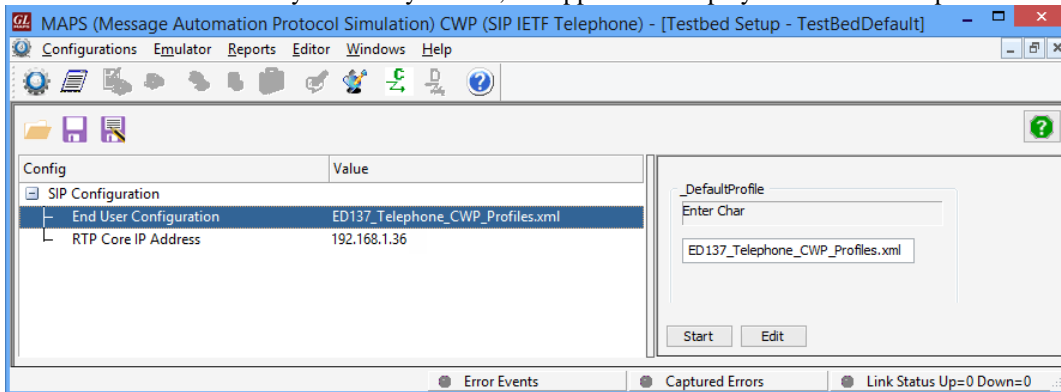 MAPS (Message Automation Protocol Simulation) CWP (SIP IETF Telephone) - [Testbed Setup - TestBedDefault]
Configurations Emulator Reports Editor Windows Help
Config Value
SIP Configuration
End User Configuration ED137_Telephone_CWP_Profiles.xml
RTP Core IP Address 192.168.1.36
_DefaultProfile
Enter Char
ED137_Telephone_CWP_Profiles.xml
Start Edit
Error Events Captured Errors Link Status Up=0 Down=0